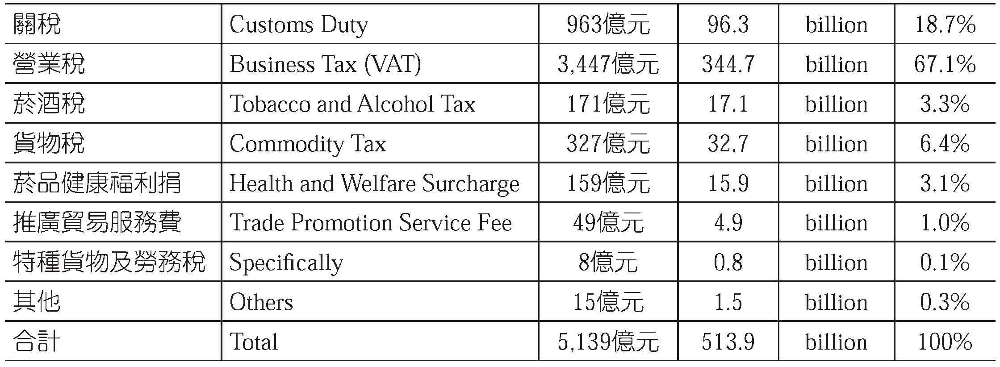 關稅 Customs Duty 963億元 96.3 billion 18.7%
營業稅 Business Tax (VAT) 3,447億元 344.7 billion 67.1%
菸酒稅 Tobacco and Alcohol Tax 171億元 17.1 billion 3.3%
貨物稅 Commodity Tax 327億元 32.7 billion 6.4%
菸品健康福利捐 Health and Welfare Surcharge 159億元 15.9 billion 3.1%
推廣貿易服務費 Trade Promotion Service Fee 49億元 4.9 billion 1.0%
特種貨物及勞務稅 Specifically 8億元 0.8 billion 0.1%
其他 Others 15億元 1.5 billion 0.3%
合計 Total 5,139億元 513.9 billion 100%